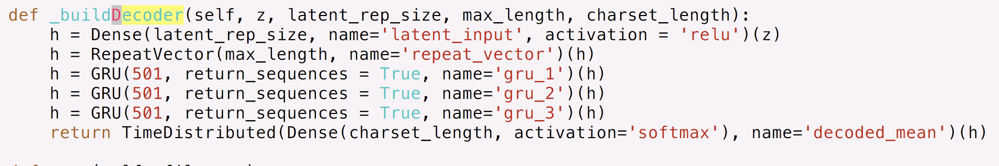 def _buildDecoder(self, z, latent_rep_size, max_length, charset_length):
    h = Dense(latent_rep_size, name='latent_input', activation = 'relu')(z)
    h = RepeatVector(max_length, name='repeat_vector')(h)
    h = GRU(501, return_sequences = True, name='gru_1')(h)
    h = GRU(501, return_sequences = True, name='gru_2')(h)
    h = GRU(501, return_sequences = True, name='gru_3')(h)
    return TimeDistributed(Dense(charset_length, activation='softmax'), name='decoded_mean')(h)